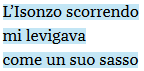 L’Isonzo scorrendo
mi levigava
come un suo sasso